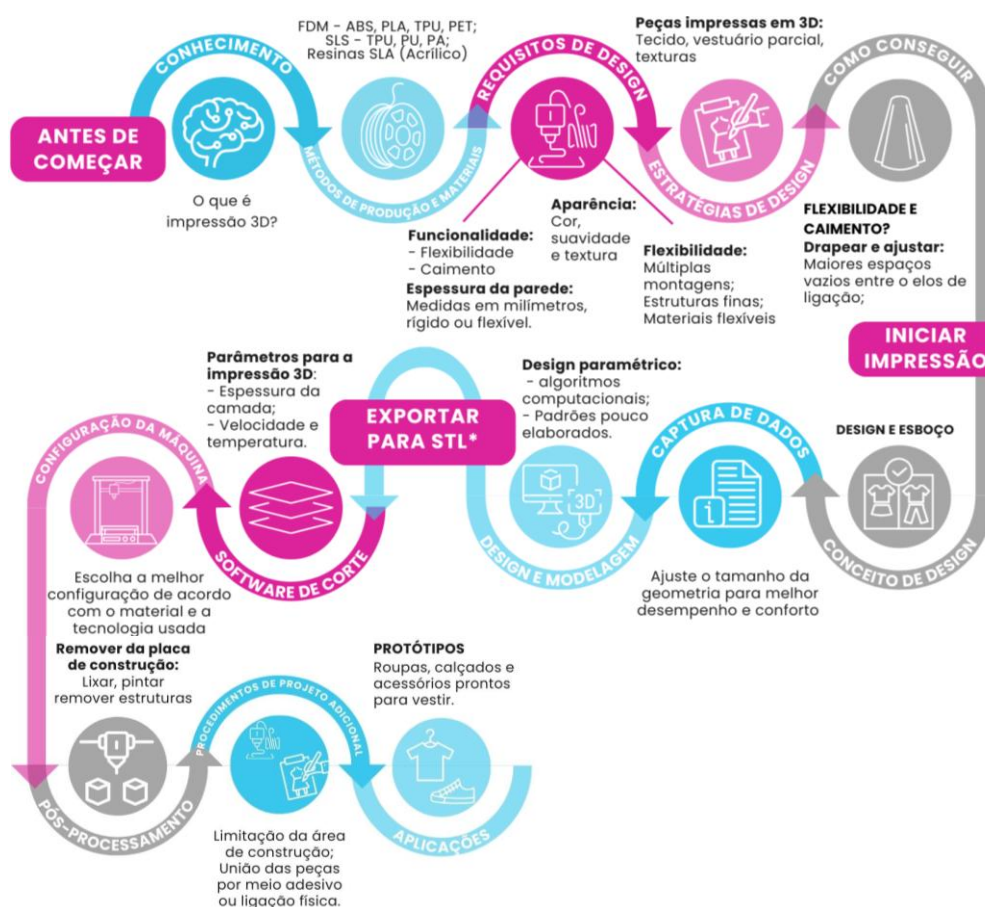 ANTES DE
COMEÇAR
CONHECIMENTO
O que é
impressão 3D?
FDM - ABS, PLA, TPU, PET;
SLS - TPU, PU, PA;
Resinas SLA (Acrílico)
MÉTODOS DE PRODUÇÃO E MATERIAIS
REQUISITOS DE DESIGN
Funcionalidade:
- Flexibilidade
- Caimento
Espessura da parede:
Medidas em milímetros,
rígido ou flexível.
Aparência:
Cor,
suavidade
e textura
Flexibilidade:
Múltiplas
montagens;
Estruturas finas;
Materiais flexíveis
Peças impressas em 3D:
Tecido, vestuário parcial,
texturas
ESTRATÉGIAS DE DESIGN
COMO CONSEGUIR
FLEXIBILIDADE E
CAIMENTO?
Drapear e ajustar:
Maiores espaços
vazios entre o elos de
ligação;
INICIAR
IMPRESSÃO
DESIGN E ESBOÇO
CONCEITO DE DESIGN
CAPTURA DE DADOS
i
Ajuste o tamanho da
geometria para melhor
desempenho e conforto
Design paramétrico:
- algoritmos
computacionais;
- Padrões pouco
elaborados.
3D
DESIGN E MODELAGEM
EXPORTAR
PARA STL*
Parâmetros para a
impressão 3D:
- Espessura da
camada;
- Velocidade e
temperatura.
SOFTWARE DE CORTE
CONFIGURAÇÃO DA MÁQUINA
Escolha a melhor
configuração de acordo
com o material e a
tecnologia usada
Remover da placa
de construção:
Lixar, pintar
remover estruturas
PÓS-PROCESSAMENTO
PROCEDIMENTOS DE PROJETO ADICIONAL
Limitação da área
de construção;
União das peças
por meio adesivo
ou ligação física.
PROTÓTIPOS
Roupas, calçados e
acessórios prontos
para vestir.
APLICAÇÕES